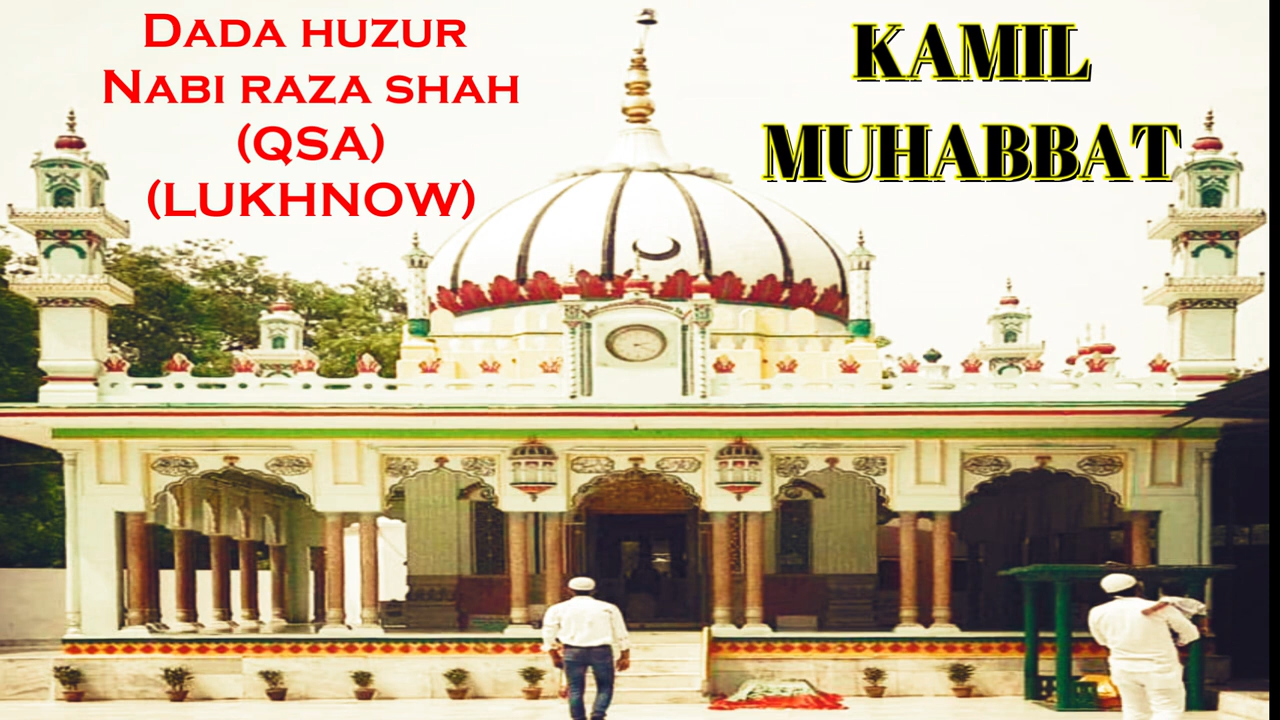 DADA HUZUR
NABI RAZA SHAH
(QSA)
(LUKHNOW)
KAMIL
MUHABBAT